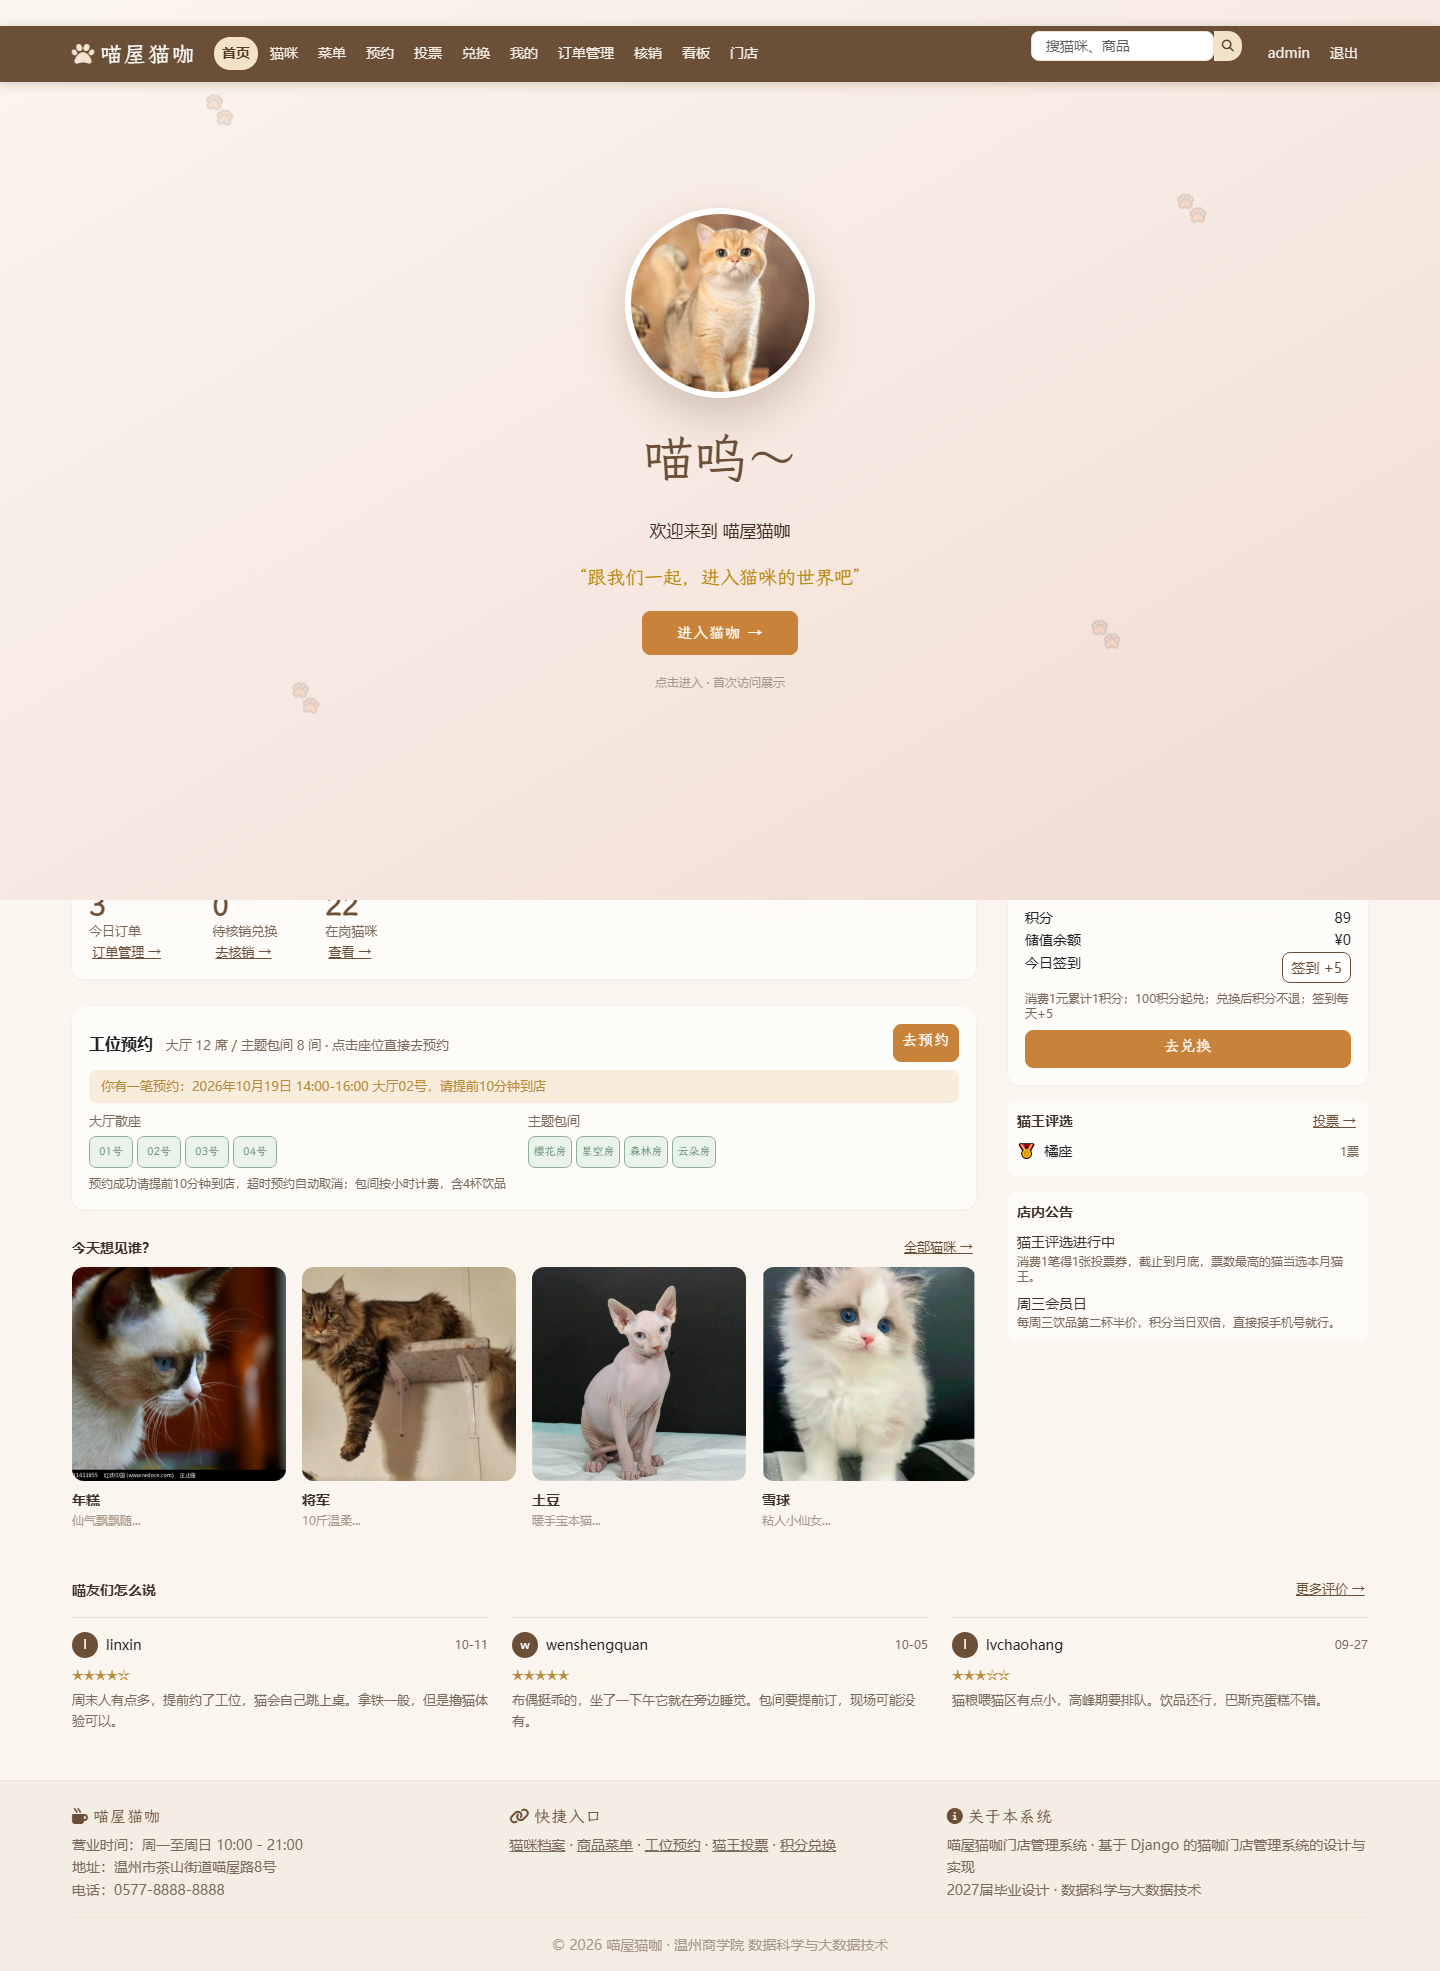 喵屋猫咖 首页 猫咪 菜单 预约 投票 兑换 我的 订单管理 核销 看板 门店 搜猫咪、商品 admin 退出
喵呜～
欢迎来到 喵屋猫咖
“跟我们一起，进入猫咪的世界吧”
进入猫咖 →
点击进入 · 首次访问展示
3 0 22
今日订单 待核销兑换 在岗猫咪
订单管理 → 去核销 → 查看 →
积分 89
储值余额 ¥0
今日签到 签到 +5
消费1元累计1积分；100积分起兑；兑换后积分不退；签到每
天+5
去兑换
工位预约 大厅 12 席 / 主题包间 8 间 · 点击座位直接去预约 去预约
你有一笔预约：2026年10月19日 14:00-16:00 大厅02号，请提前10分钟到店
大厅散座 主题包间
01号 02号 03号 04号 樱花房 星空房 森林房 云朵房
预约成功请提前10分钟到店，超时预约自动取消；包间按小时计费，含4杯饮品
猫王评选 投票 →
橘座 1票
店内公告
猫王评选进行中
消费1笔得1张投票券，截止到月底，票数最高的猫当选本月猫
王。
周三会员日
每周三饮品第二杯半价，积分当日双倍，直接报手机号就行。
今天想见谁？ 全部猫咪 →
年糕 将军 土豆 雪球
仙气飘飘随... 10斤温柔... 暖手宝本猫... 粘人小仙女...
喵友们怎么说 更多评价 →
l linxin 10-11
★★★★☆
周末人有点多，提前约了工位，猫会自己跳上桌。拿铁一般，但是撸猫体
验可以。
w wenshengquan 10-05
★★★★★
布偶挺乖的，坐了一下午它就在旁边睡觉。包间要提前订，现场可能没
有。
l lvchaohang 09-27
★★★☆☆
猫粮喂猫区有点小，高峰期要排队。饮品还行，巴斯克蛋糕不错。
喵屋猫咖
营业时间：周一至周日 10:00 - 21:00
地址：温州市茶山街道喵屋路8号
电话：0577-8888-8888
快捷入口
猫咪档案 · 商品菜单 · 工位预约 · 猫王投票 · 积分兑换
关于本系统
喵屋猫咖门店管理系统 · 基于 Django 的猫咖门店管理系统的设计与
实现
2027届毕业设计 · 数据科学与大数据技术
© 2026 喵屋猫咖 · 温州商学院 数据科学与大数据技术